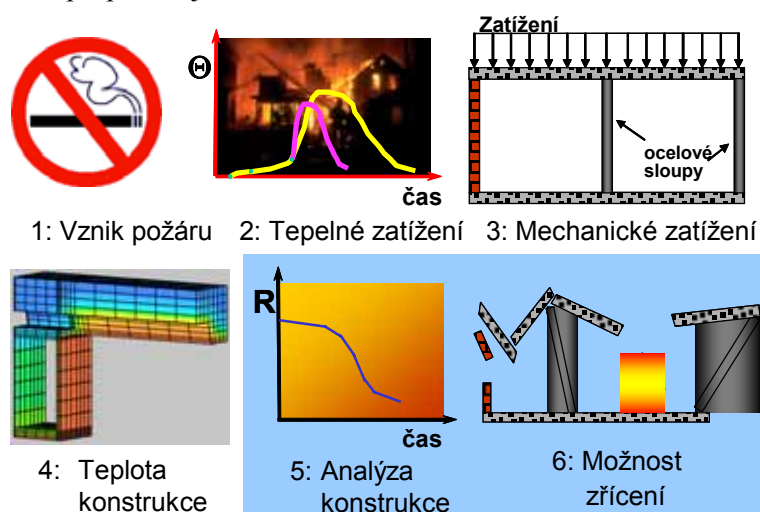 Zatížení
Θ
čas
ocelové
sloupy
1: Vznik požáru
2: Tepelné zatížení
3: Mechanické zatížení
R
čas
4: Teplota
konstrukce
5: Analýza
konstrukce
6: Možnost
zřícení